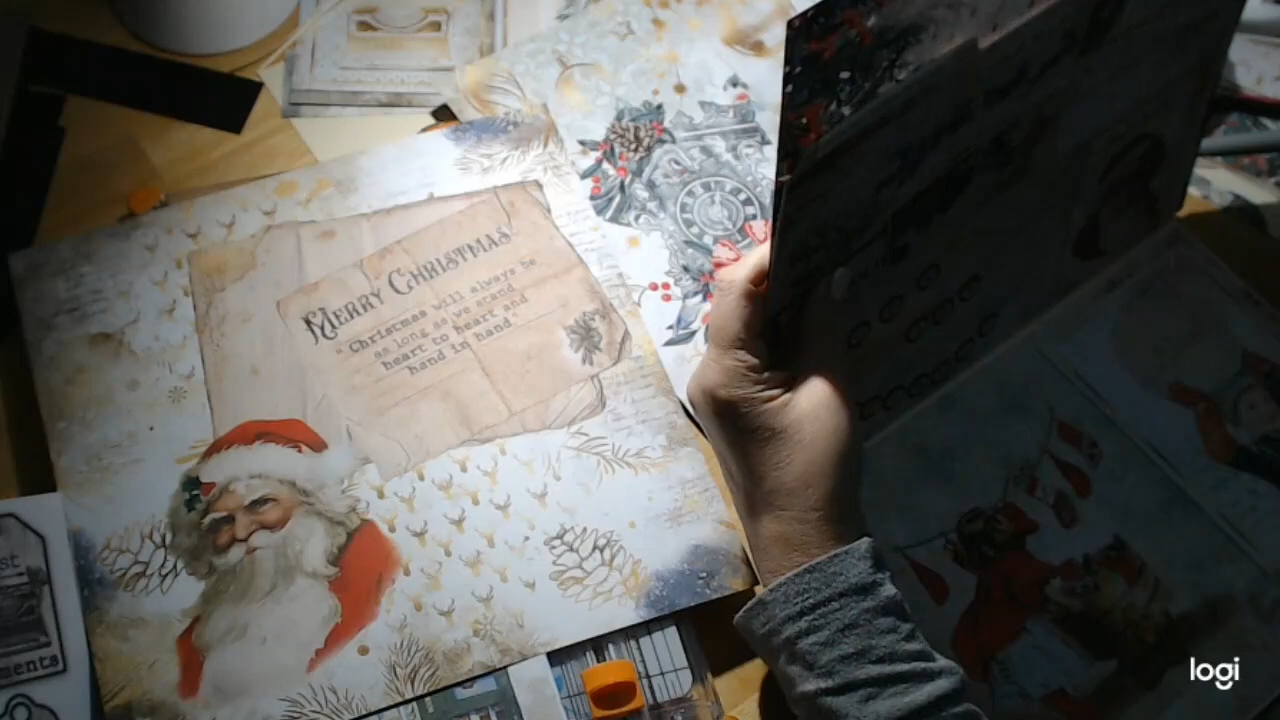 MERRY CHRISTMAS
"Christmas will always be
as long as we stand
heart to heart and
hand in hand."
ments
logi